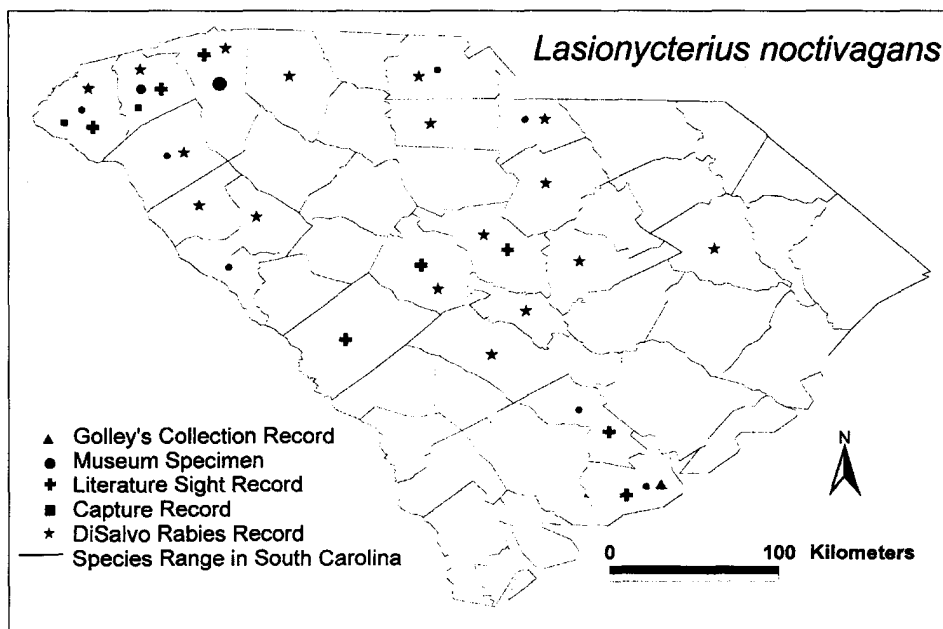 Lasionycterius noctivagans
Golley's Collection Record
Museum Specimen
Literature Sight Record
Capture Record
DiSalvo Rabies Record
Species Range in South Carolina
N
0 100 Kilometers